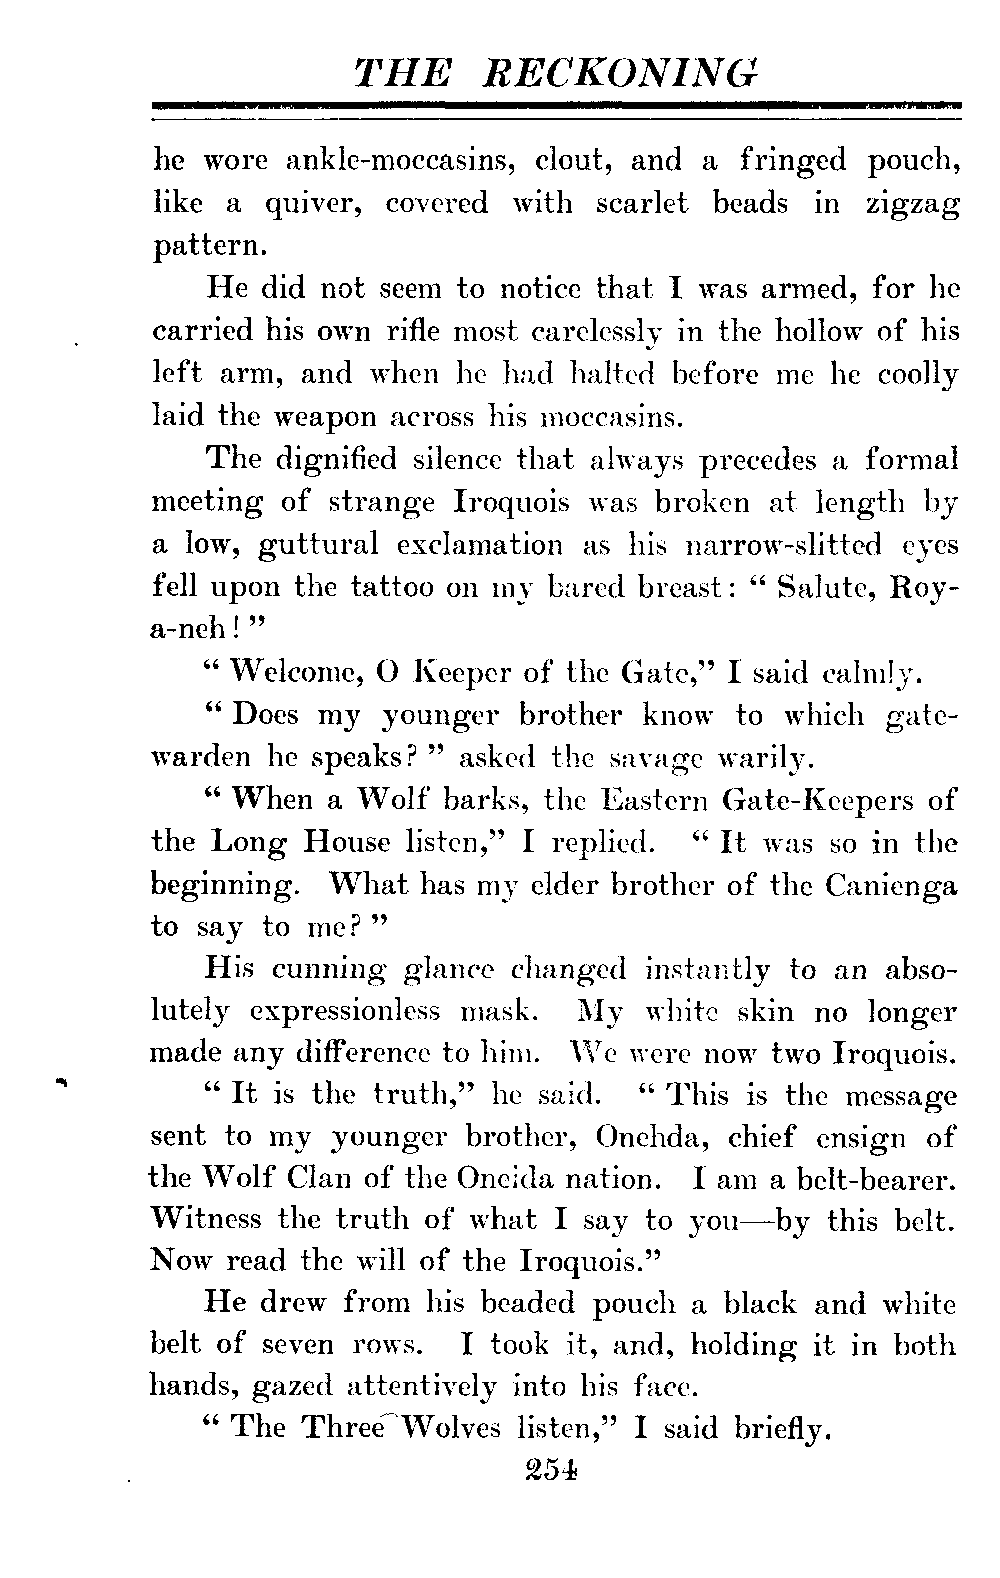 THE RECKONING
he wore ankle-moccasins, clout, and a fringed pouch,
like a quiver, covered with scarlet beads in zigzag
pattern.
He did not seem to notice that I was armed, for he
carried his own rifle most carelessly in the hollow of his
left arm, and when he had halted before me he coolly
laid the weapon across his moccasins.
The dignified silence that always precedes a formal
meeting of strange Iroquois was broken at length by
a low, guttural exclamation as his narrow-slitted eyes
fell upon the tattoo on my bared breast: “ Salute, Roy-
a-neh ! ”
“ Welcome, O Keeper of the Gate,” I said calmly.
“ Does my younger brother know to which gate-
warden he speaks? ” asked the savage warily.
“ When a Wolf barks, the Eastern Gate-Keepers of
the Long House listen,” I replied. “ It was so in the
beginning. What has my elder brother of the Canienga
to say to me? ”
His cunning glance changed instantly to an abso-
lutely expressionless mask. My white skin no longer
made any difference to him. We were now two Iroquois.
“ It is the truth,” he said. “ This is the message
sent to my younger brother, Onehda, chief ensign of
the Wolf Clan of the Oneida nation. I am a belt-bearer.
Witness the truth of what I say to you—by this belt.
Now read the will of the Iroquois.”
He drew from his beaded pouch a black and white
belt of seven rows. I took it, and, holding it in both
hands, gazed attentively into his face.
“ The Three Wolves listen,” I said briefly.
254